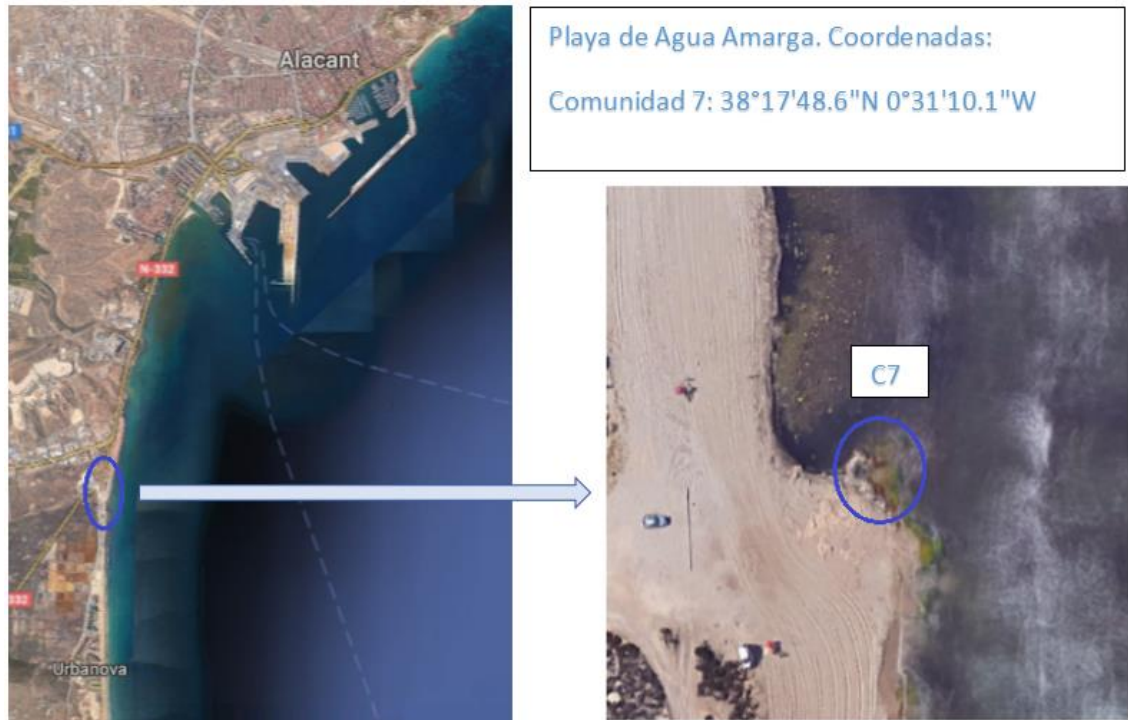 Alacant
N-332
332
Urbanova
Playa de Agua Amarga. Coordenadas:
Comunidad 7: 38°17'48.6"N 0°31'10.1"W
C7